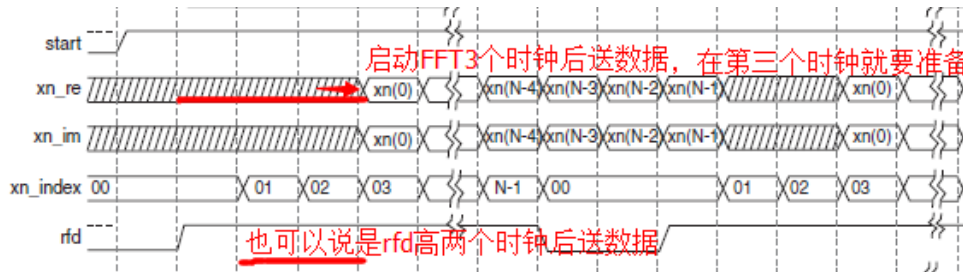 start
启动FFT3个时钟后送数据，在第三个时钟就要准备
xn_re xn(0) xn(N-4) xn(N-3) xn(N-2) xn(N-1) xn(0)
xn_im xn(0) xn(N-4) xn(N-3) xn(N-2) xn(N-1) xn(0)
xn_index 00 01 02 03 N-1 00 01 02 03
rfd
也可以说是rfd高两个时钟后送数据